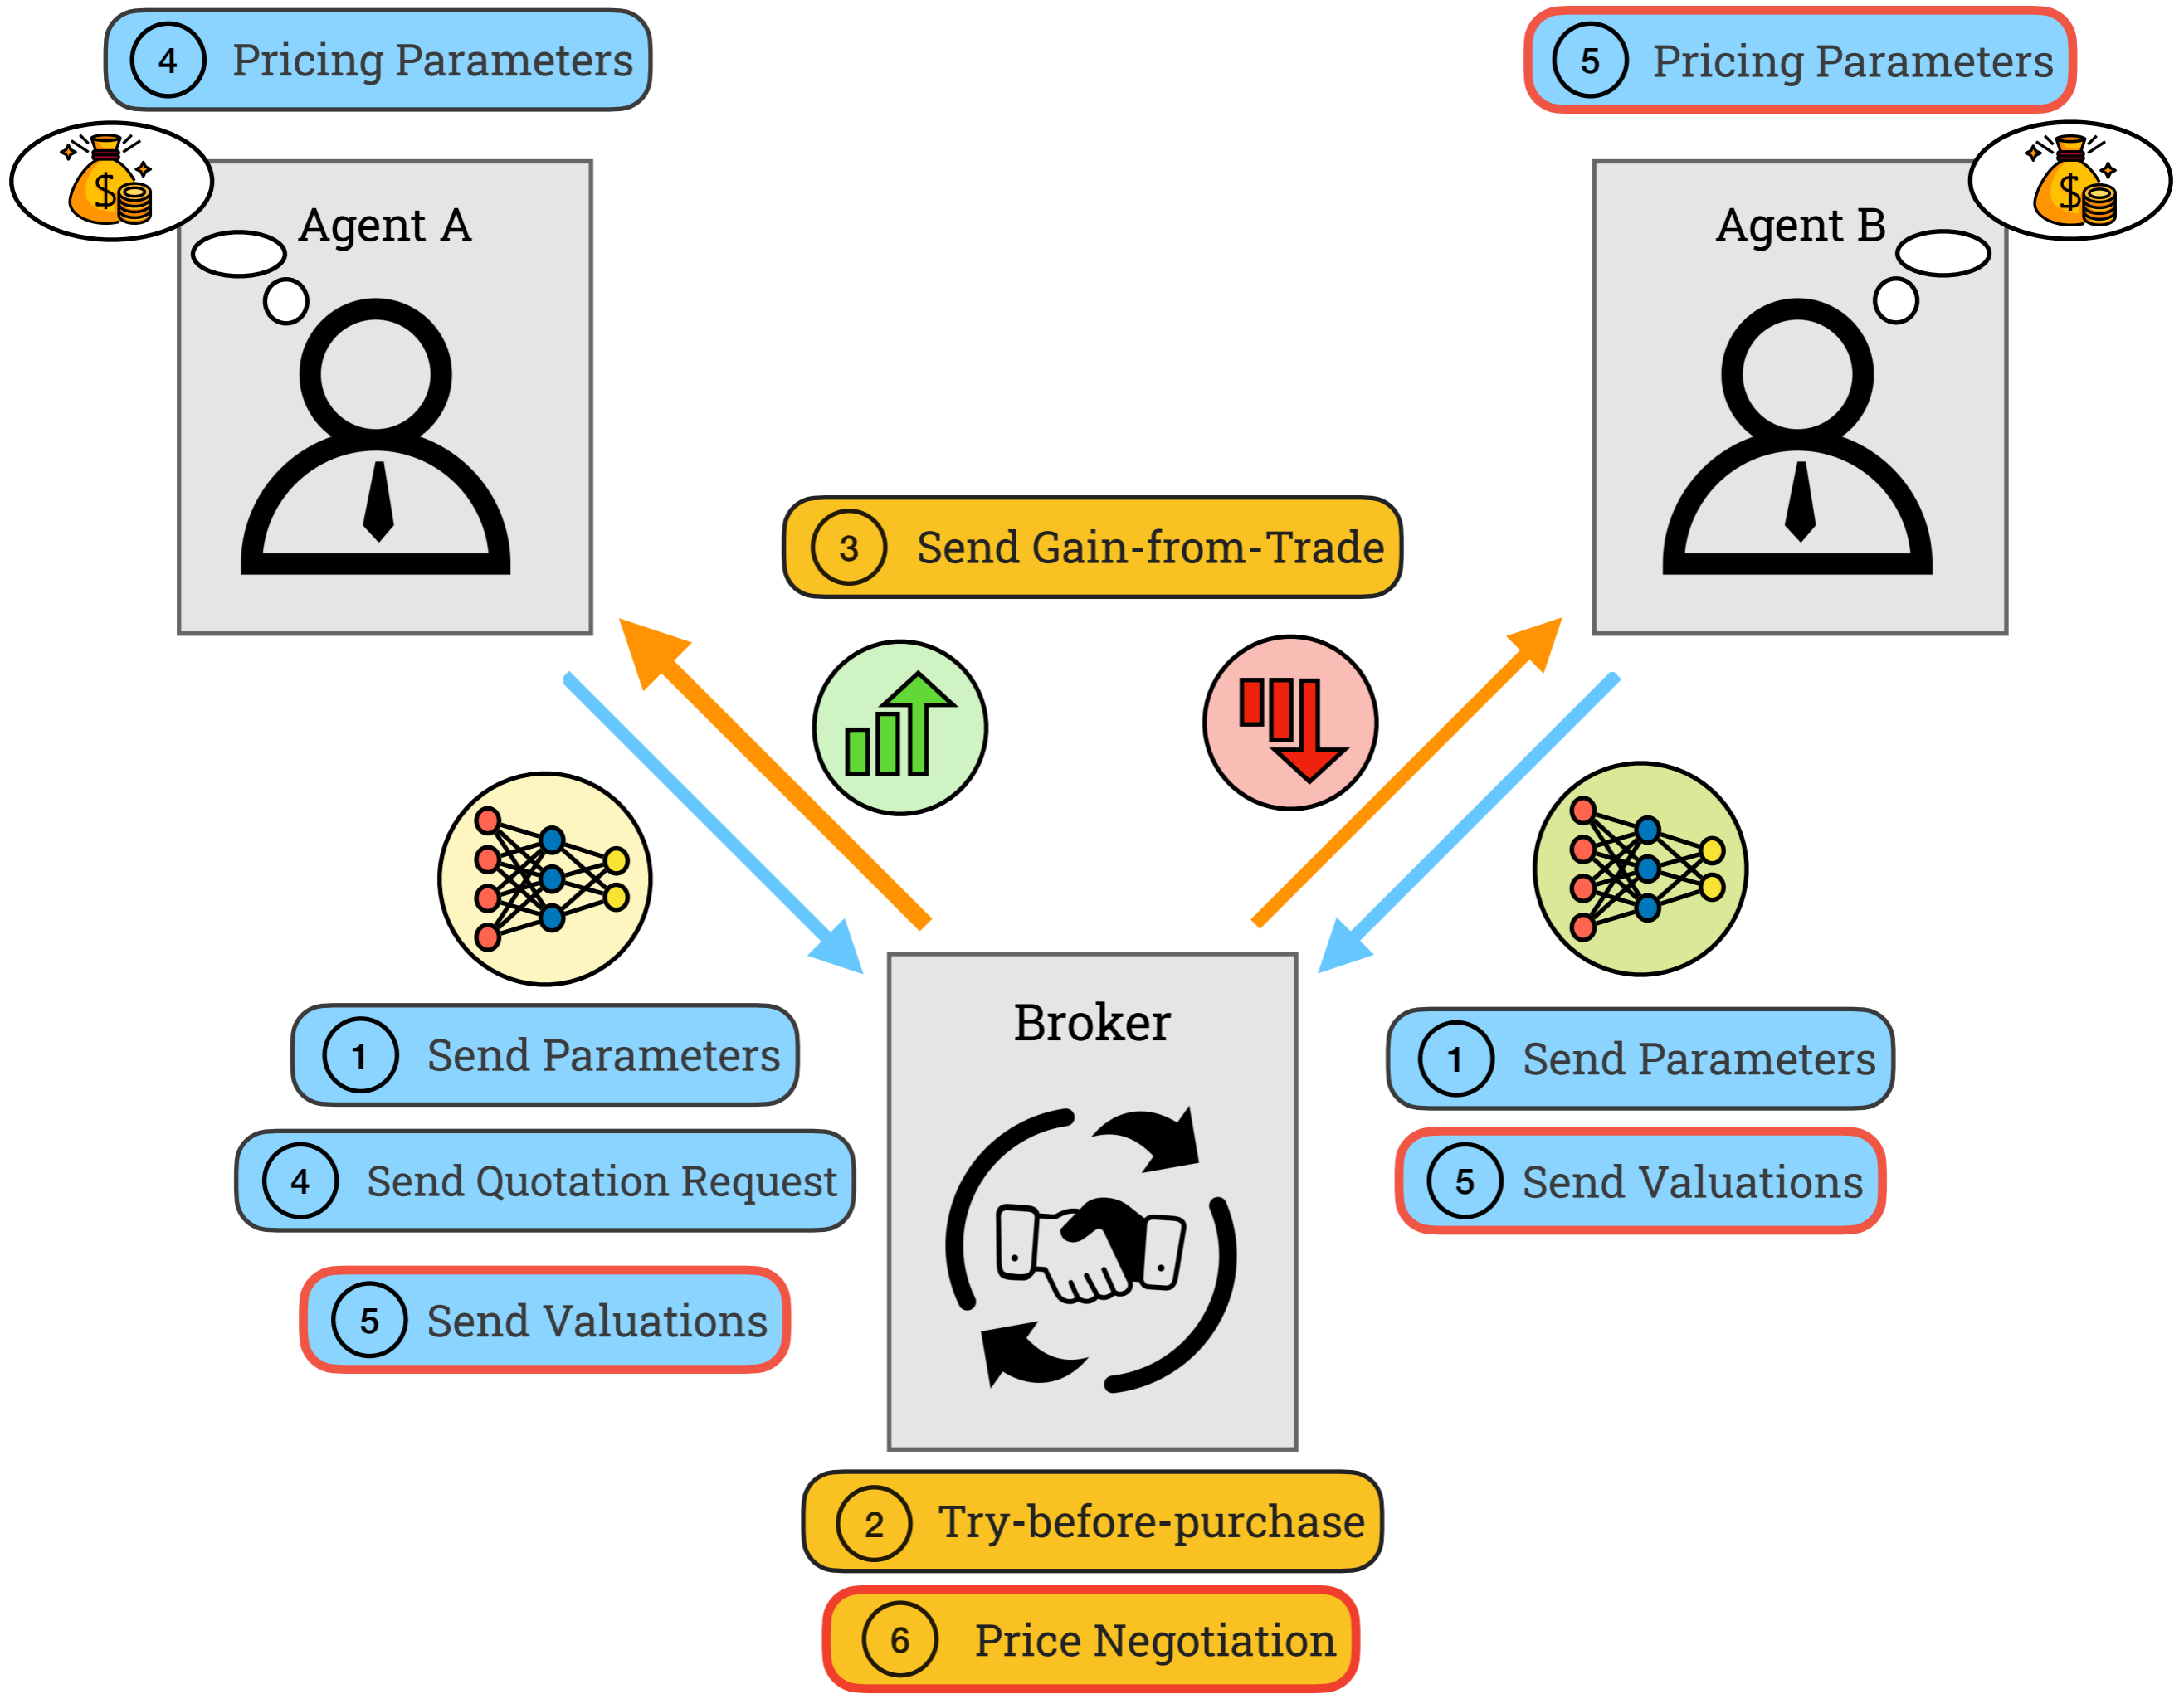 4 Pricing Parameters
5 Pricing Parameters
$
$
Agent A
Agent B
3 Send Gain-from-Trade
Broker
1 Send Parameters
1 Send Parameters
4 Send Quotation Request
5 Send Valuations
5 Send Valuations
2 Try-before-purchase
6 Price Negotiation